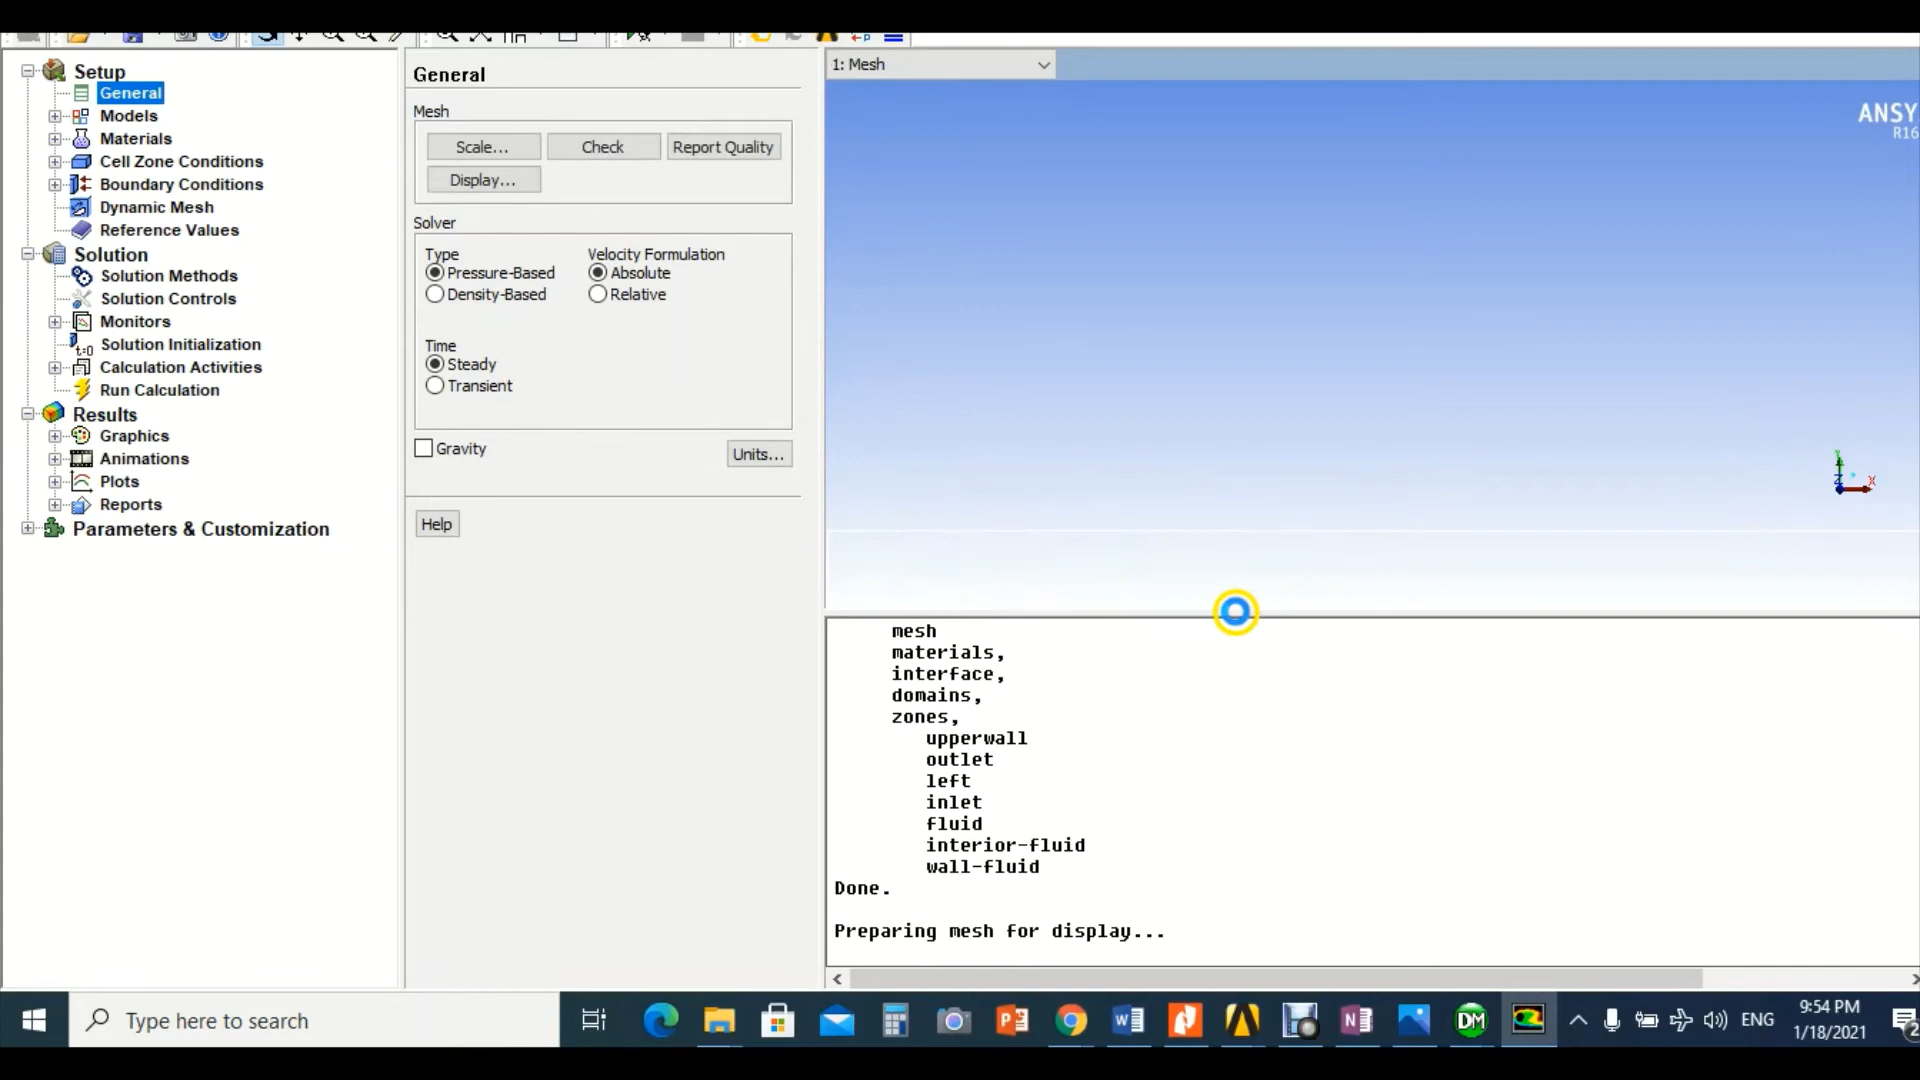 Setup
General
Models
Materials
Cell Zone Conditions
Boundary Conditions
Dynamic Mesh
Reference Values
Solution
Solution Methods
Solution Controls
Monitors
t=0
Solution Initialization
Calculation Activities
Run Calculation
Results
Graphics
Animations
Plots
Reports
Parameters & Customization
General
Mesh
Scale...
Check
Report Quality
Display...
Solver
Type
Velocity Formulation
Pressure-Based
Absolute
Density-Based
Relative
Time
Steady
Transient
Gravity
Units...
Help
1: Mesh
ANSY
R16
Y
Z
X
mesh
materials,
interface,
domains,
zones,
upperwall
outlet
left
inlet
fluid
interior-fluid
wall-fluid
Done.
Preparing mesh for display...
Type here to search
DM
ENG
9:54 PM
1/18/2021
2